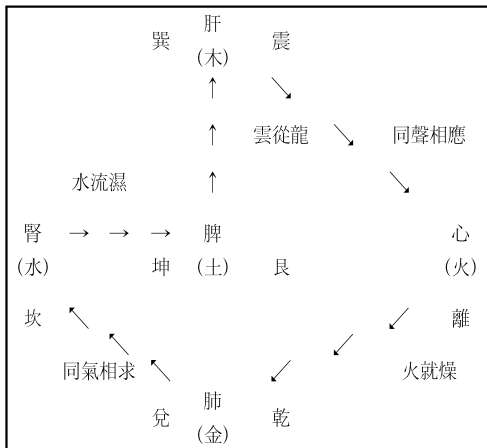 肝
巽 震
(木)
雲從龍 同聲相應
水流濕
腎 脾 心
(水) 坤 (土) 艮 (火)
坎 離
同氣相求 火就燥
肺
兌 乾
(金)